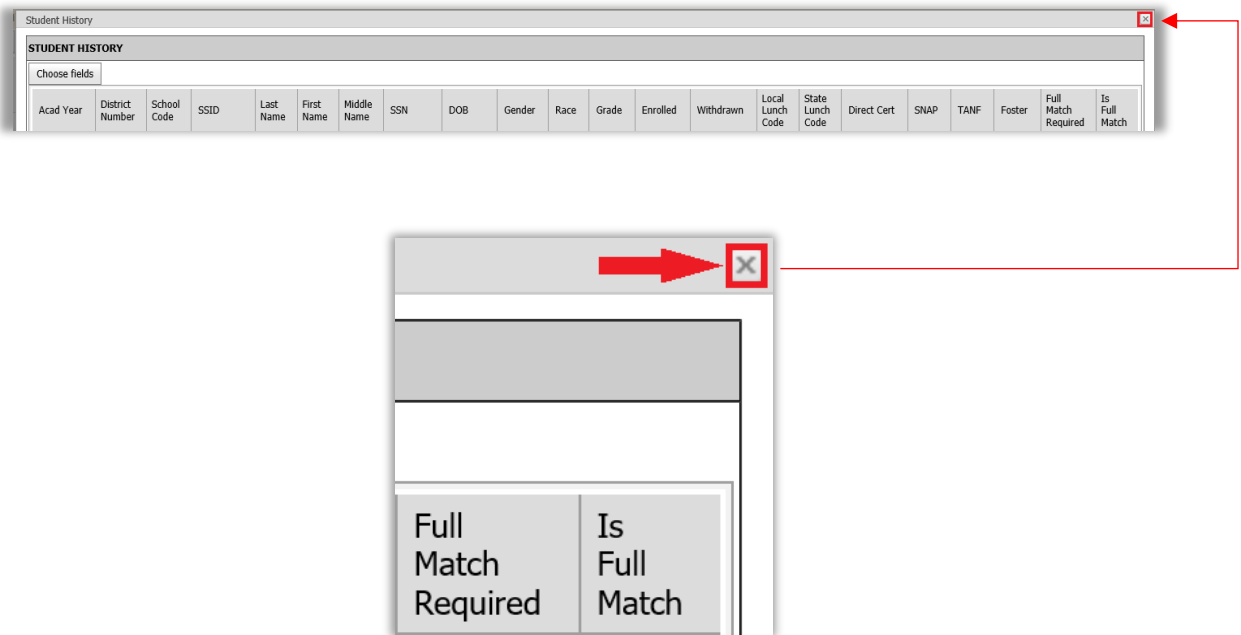 Student History
STUDENT HISTORY
Choose fields
Acad Year District Number School Code SSID Last Name First Name Middle Name SSN DOB Gender Race Grade Enrolled Withdrawn Local Lunch Code State Lunch Code Direct Cert SNAP TANF Foster Full Match Required Is Full Match
Full
Match
Required
Is
Full
Match